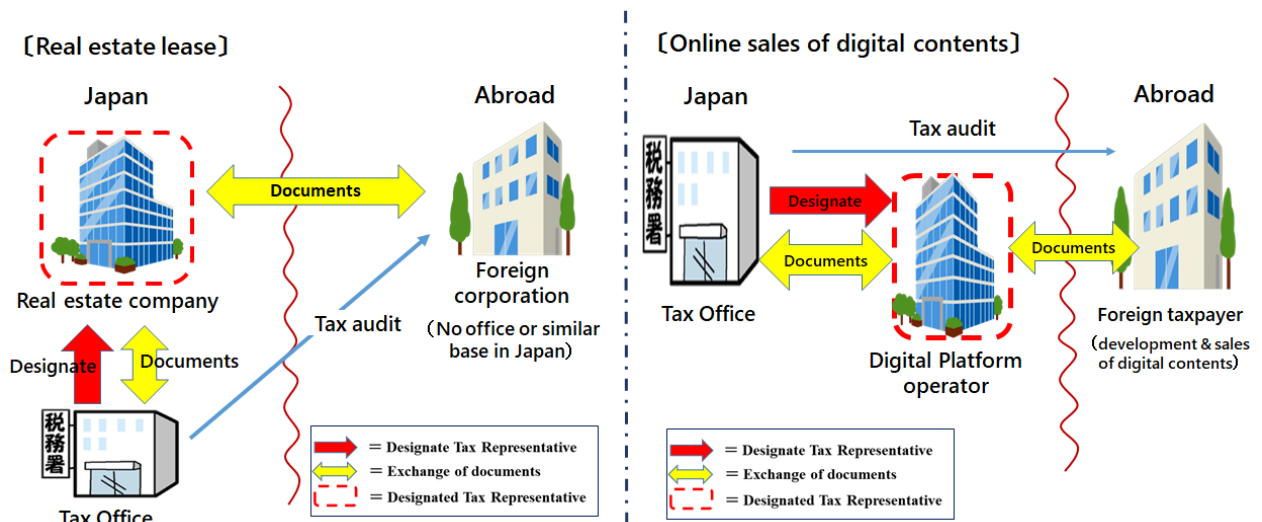 〔Real estate lease〕
Japan
Abroad
Documents
Real estate company
Foreign
corporation
（No office or similar
base in Japan）
Tax audit
Designate
Documents
税務署
Tax Office
= Designate Tax Representative
= Exchange of documents
= Designated Tax Representative
〔Online sales of digital contents〕
Japan
Abroad
Tax audit
税務署
Designate
Documents
Documents
Tax Office
Digital Platform
operator
Foreign taxpayer
（development & sales
of digital contents）
= Designate Tax Representative
= Exchange of documents
= Designated Tax Representative